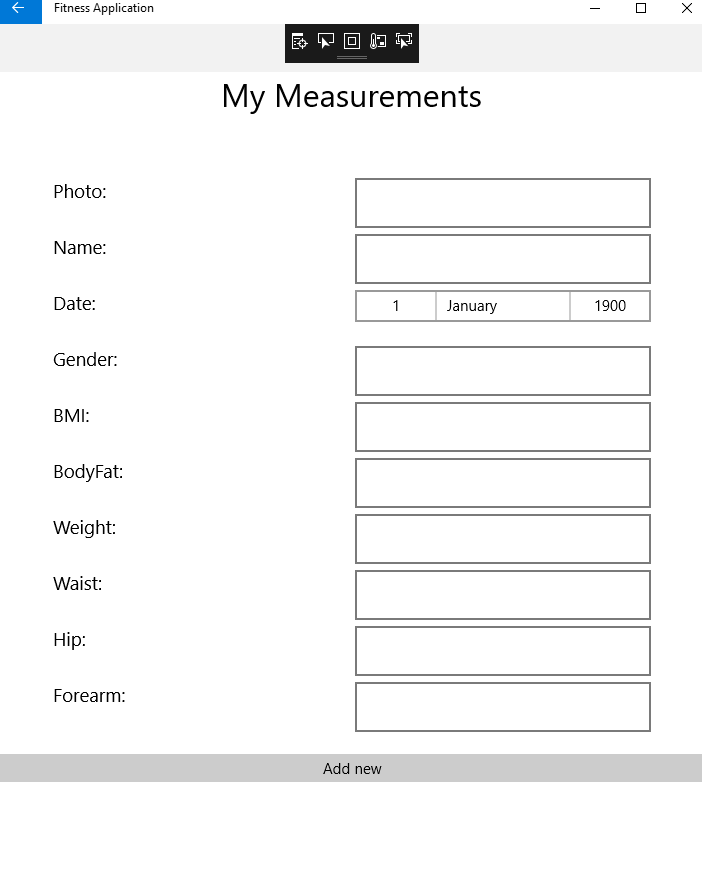 Fitness Application
My Measurements
Photo:
Name:
Date: 1 January 1900
Gender:
BMI:
BodyFat:
Weight:
Waist:
Hip:
Forearm:
Add new